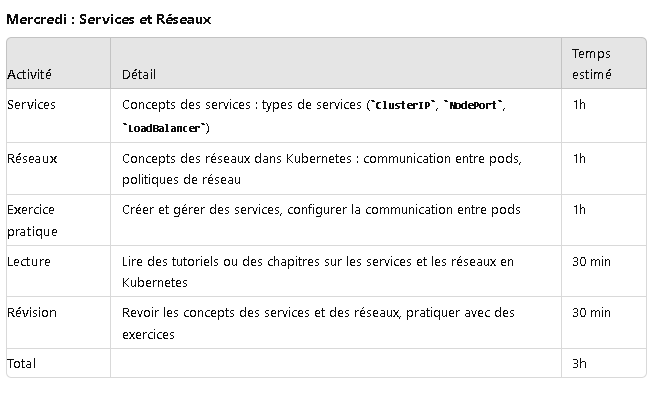 Mercredi : Services et Réseaux
Temps
Activité Détail estimé
Services Concepts des services : types de services (`ClusterIP`, `NodePort`, 1h
`LoadBalancer`)
Réseaux Concepts des réseaux dans Kubernetes : communication entre pods, 1h
politiques de réseau
Exercice Créer et gérer des services, configurer la communication entre pods 1h
pratique
Lecture Lire des tutoriels ou des chapitres sur les services et les réseaux en 30 min
Kubernetes
Révision Revoir les concepts des services et des réseaux, pratiquer avec des 30 min
exercices
Total 3h